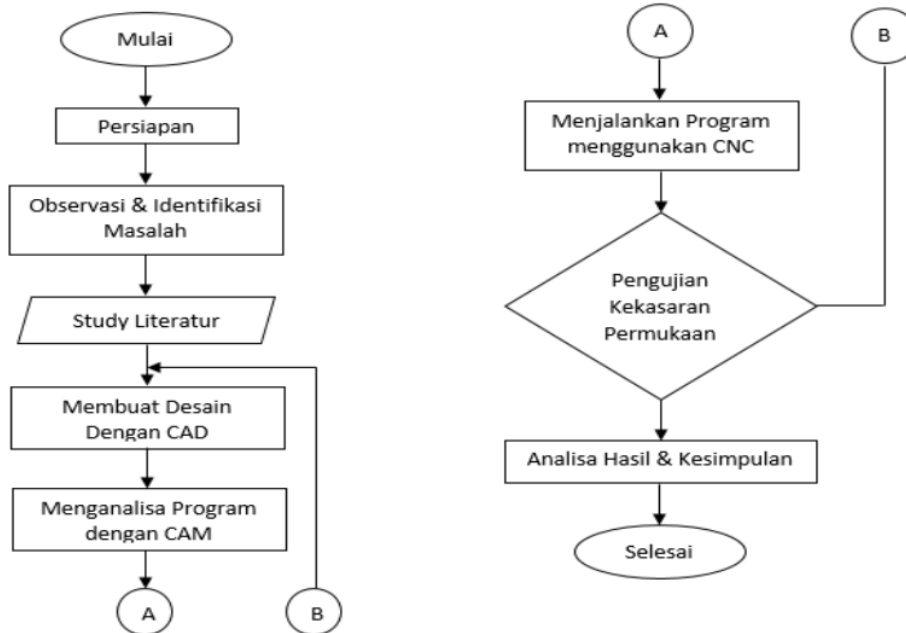 Mulai
Persiapan
Observasi & Identifikasi
Masalah
Study Literatur
Membuat Desain
Dengan CAD
Menganalisa Program
dengan CAM
A
B
A
B
Menjalankan Program
menggunakan CNC
Pengujian
Kekasaran
Permukaan
Analisa Hasil & Kesimpulan
Selesai